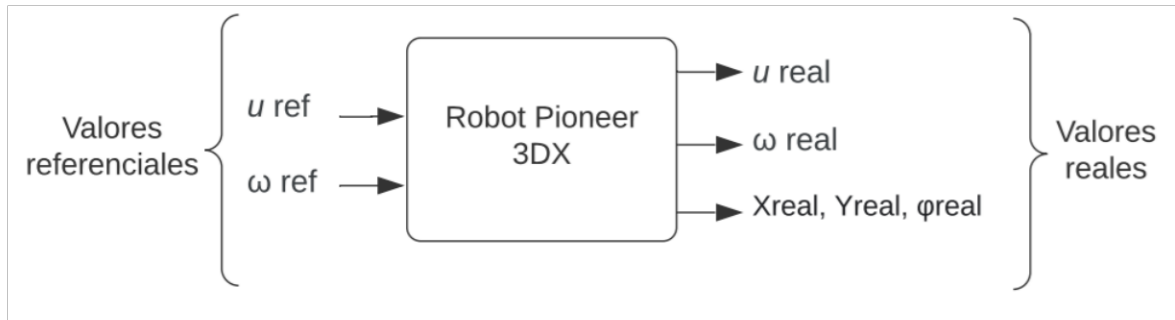 Valores
referenciales
u ref
ω ref
Robot Pioneer
3DX
u real
ω real
Xreal, Yreal, φreal
Valores
reales